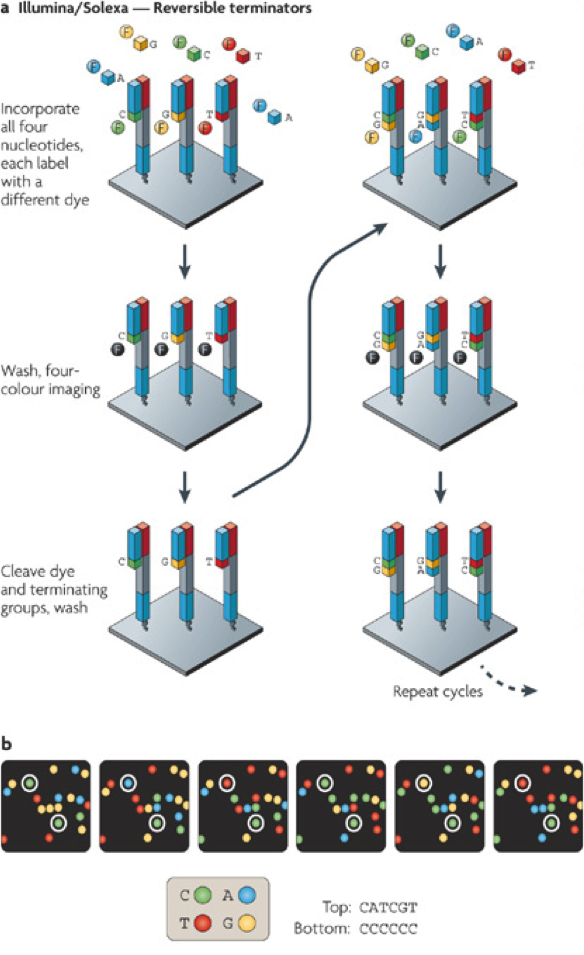 a Illumina/Solexa — Reversible terminators
F G F C F T
F A
C G T
F F F
F A
Incorporate
all four
nucleotides,
each label
with a
different dye
F G F C F A F T
C G T
G A C
F F F
Wash, four-
colour imaging
C G T
F F F
C G T
G A C
F F F
Cleave dye
and terminating
groups, wash
C G T
C G T
G A C
Repeat cycles
b
C A
T G
Top: CATCGT
Bottom: CCCCCC